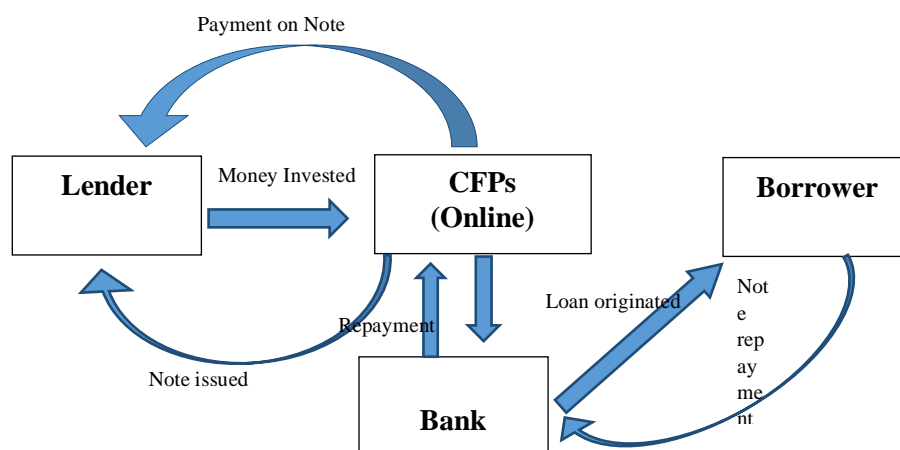 Payment on Note
Lender
Money Invested
CFPs
(Online)
Borrower
Loan originated
Not
e
rep
ay
me
nt
Repayment
Note issued
Bank